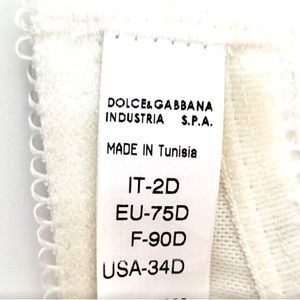 DOLCE&GABBANA
INDUSTRIA S.P.A.
MADE IN Tunisia
IT-2D
EU-75D
F-90D
USA-34D